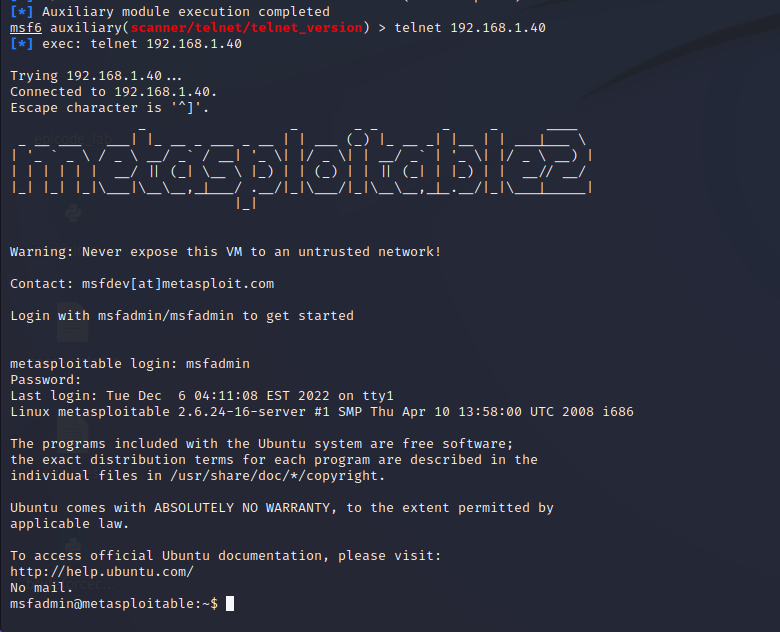 [*] Auxiliary module execution completed
msf6 auxiliary(scanner/telnet/telnet_version) > telnet 192.168.1.40
[*] exec: telnet 192.168.1.40
Trying 192.168.1.40...
Connected to 192.168.1.40.
Escape character is '^]'.
metasploitable2
Warning: Never expose this VM to an untrusted network!
Contact: msfdev[at]metasploit.com
Login with msfadmin/msfadmin to get started
metasploitable login: msfadmin
Password:
Last login: Tue Dec  6 04:11:08 EST 2022 on tty1
Linux metasploitable 2.6.24-16-server #1 SMP Thu Apr 10 13:58:00 UTC 2008 i686
The programs included with the Ubuntu system are free software;
the exact distribution terms for each program are described in the
individual files in /usr/share/doc/*/copyright.
Ubuntu comes with ABSOLUTELY NO WARRANTY, to the extent permitted by
applicable law.
To access official Ubuntu documentation, please visit:
http://help.ubuntu.com/
No mail.
msfadmin@metasploitable:~$